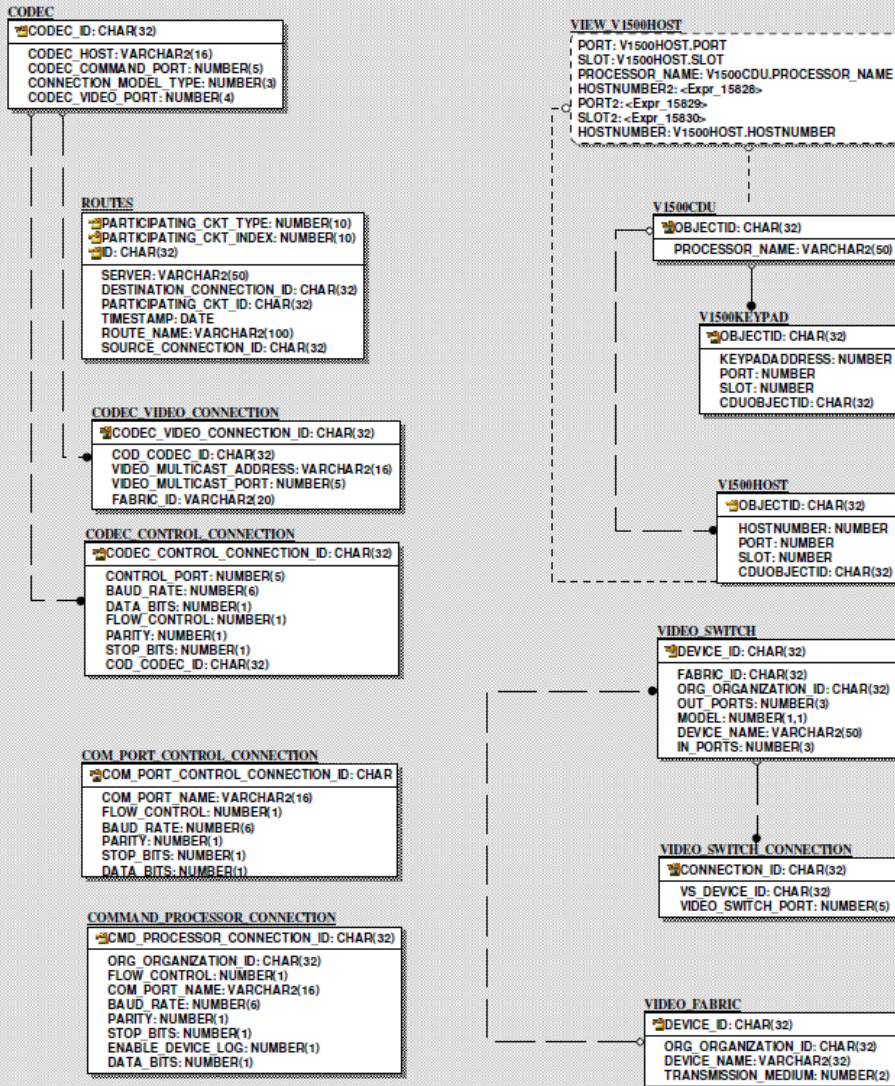 CODEC
CODEC_ID: CHAR(32)
CODEC_HOST: VARCHAR2(16)
CODEC_COMMAND_PORT: NUMBER(5)
CONNECTION_MODEL_TYPE: NUMBER(3)
CODEC_VIDEO_PORT: NUMBER(4)
ROUTES
PARTICIPATING_CKT_TYPE: NUMBER(10)
PARTICIPATING_CKT_INDEX: NUMBER(10)
ID: CHAR(32)
SERVER: VARCHAR2(50)
DESTINATION_CONNECTION_ID: CHAR(32)
PARTICIPATING_CKT_ID: CHAR(32)
TIMESTAMP: DATE
ROUTE_NAME: VARCHAR2(100)
SOURCE_CONNECTION_ID: CHAR(32)
CODEC_VIDEO_CONNECTION
CODEC_VIDEO_CONNECTION_ID: CHAR(32)
COD_CODEC_ID: CHAR(32)
VIDEO_MULTICAST_ADDRESS: VARCHAR2(16)
VIDEO_MULTICAST_PORT: NUMBER(5)
FABRIC_ID: VARCHAR2(20)
CODEC_CONTROL_CONNECTION
CODEC_CONTROL_CONNECTION_ID: CHAR(32)
CONTROL_PORT: NUMBER(5)
BAUD_RATE: NUMBER(6)
DATA_BITS: NUMBER(1)
FLOW_CONTROL: NUMBER(1)
PARITY: NUMBER(1)
STOP_BITS: NUMBER(1)
COD_CODEC_ID: CHAR(32)
COM_PORT_CONTROL_CONNECTION
COM_PORT_CONTROL_CONNECTION_ID: CHAR
COM_PORT_NAME: VARCHAR2(16)
FLOW_CONTROL: NUMBER(1)
BAUD_RATE: NUMBER(6)
PARITY: NUMBER(1)
STOP_BITS: NUMBER(1)
DATA_BITS: NUMBER(1)
COMMAND_PROCESSOR_CONNECTION
CMD_PROCESSOR_CONNECTION_ID: CHAR(32)
ORG_ORGANIZATION_ID: CHAR(32)
FLOW_CONTROL: NUMBER(1)
COM_PORT_NAME: VARCHAR2(16)
BAUD_RATE: NUMBER(6)
PARITY: NUMBER(1)
STOP_BITS: NUMBER(1)
ENABLE_DEVICE_LOG: NUMBER(1)
DATA_BITS: NUMBER(1)
VIEW_V1500HOST
PORT: V1500HOST.PORT
SLOT: V1500HOST.SLOT
PROCESSOR_NAME: V1500CDU.PROCESSOR_NAME
HOSTNUMBER2: <Expr_15828>
PORT2: <Expr_15829>
SLOT2: <Expr_15830>
HOSTNUMBER: V1500HOST.HOSTNUMBER
V1500CDU
OBJECTID: CHAR(32)
PROCESSOR_NAME: VARCHAR2(50)
V1500KEYPAD
OBJECTID: CHAR(32)
KEYPADADDRESS: NUMBER
PORT: NUMBER
SLOT: NUMBER
CDUOBJECTID: CHAR(32)
V1500HOST
OBJECTID: CHAR(32)
HOSTNUMBER: NUMBER
PORT: NUMBER
SLOT: NUMBER
CDUOBJECTID: CHAR(32)
VIDEO_SWITCH
DEVICE_ID: CHAR(32)
FABRIC_ID: CHAR(32)
ORG_ORGANIZATION_ID: CHAR(32)
OUT_PORTS: NUMBER(3)
MODEL: NUMBER(1,1)
DEVICE_NAME: VARCHAR2(50)
IN_PORTS: NUMBER(3)
VIDEO_SWITCH_CONNECTION
CONNECTION_ID: CHAR(32)
VS_DEVICE_ID: CHAR(32)
VIDEO_SWITCH_PORT: NUMBER(5)
VIDEO_FABRIC
DEVICE_ID: CHAR(32)
ORG_ORGANIZATION_ID: CHAR(32)
DEVICE_NAME: VARCHAR2(32)
TRANSMISSION_MEDIUM: NUMBER(2)